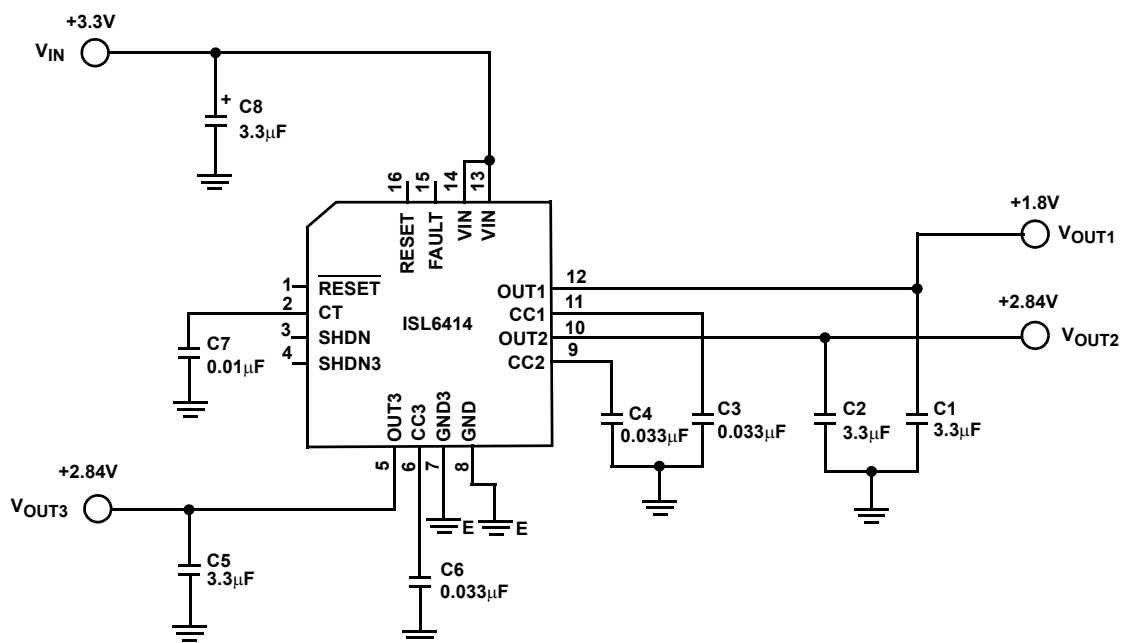 +3.3V
VIN
+
C8
3.3μF
16
15
14
13
RESET
FAULT
VIN
VIN
+1.8V
VOUT1
1
RESET
OUT1
12
2
CT
ISL6414
CC1
11
+2.84V
3
SHDN
OUT2
10
VOUT2
4
SHDN3
CC2
9
C7
0.01μF
OUT3
CC3
GND3
GND
5
6
7
8
C4
0.033μF
C3
0.033μF
C2
3.3μF
C1
3.3μF
+2.84V
VOUT3
E
E
C5
3.3μF
C6
0.033μF